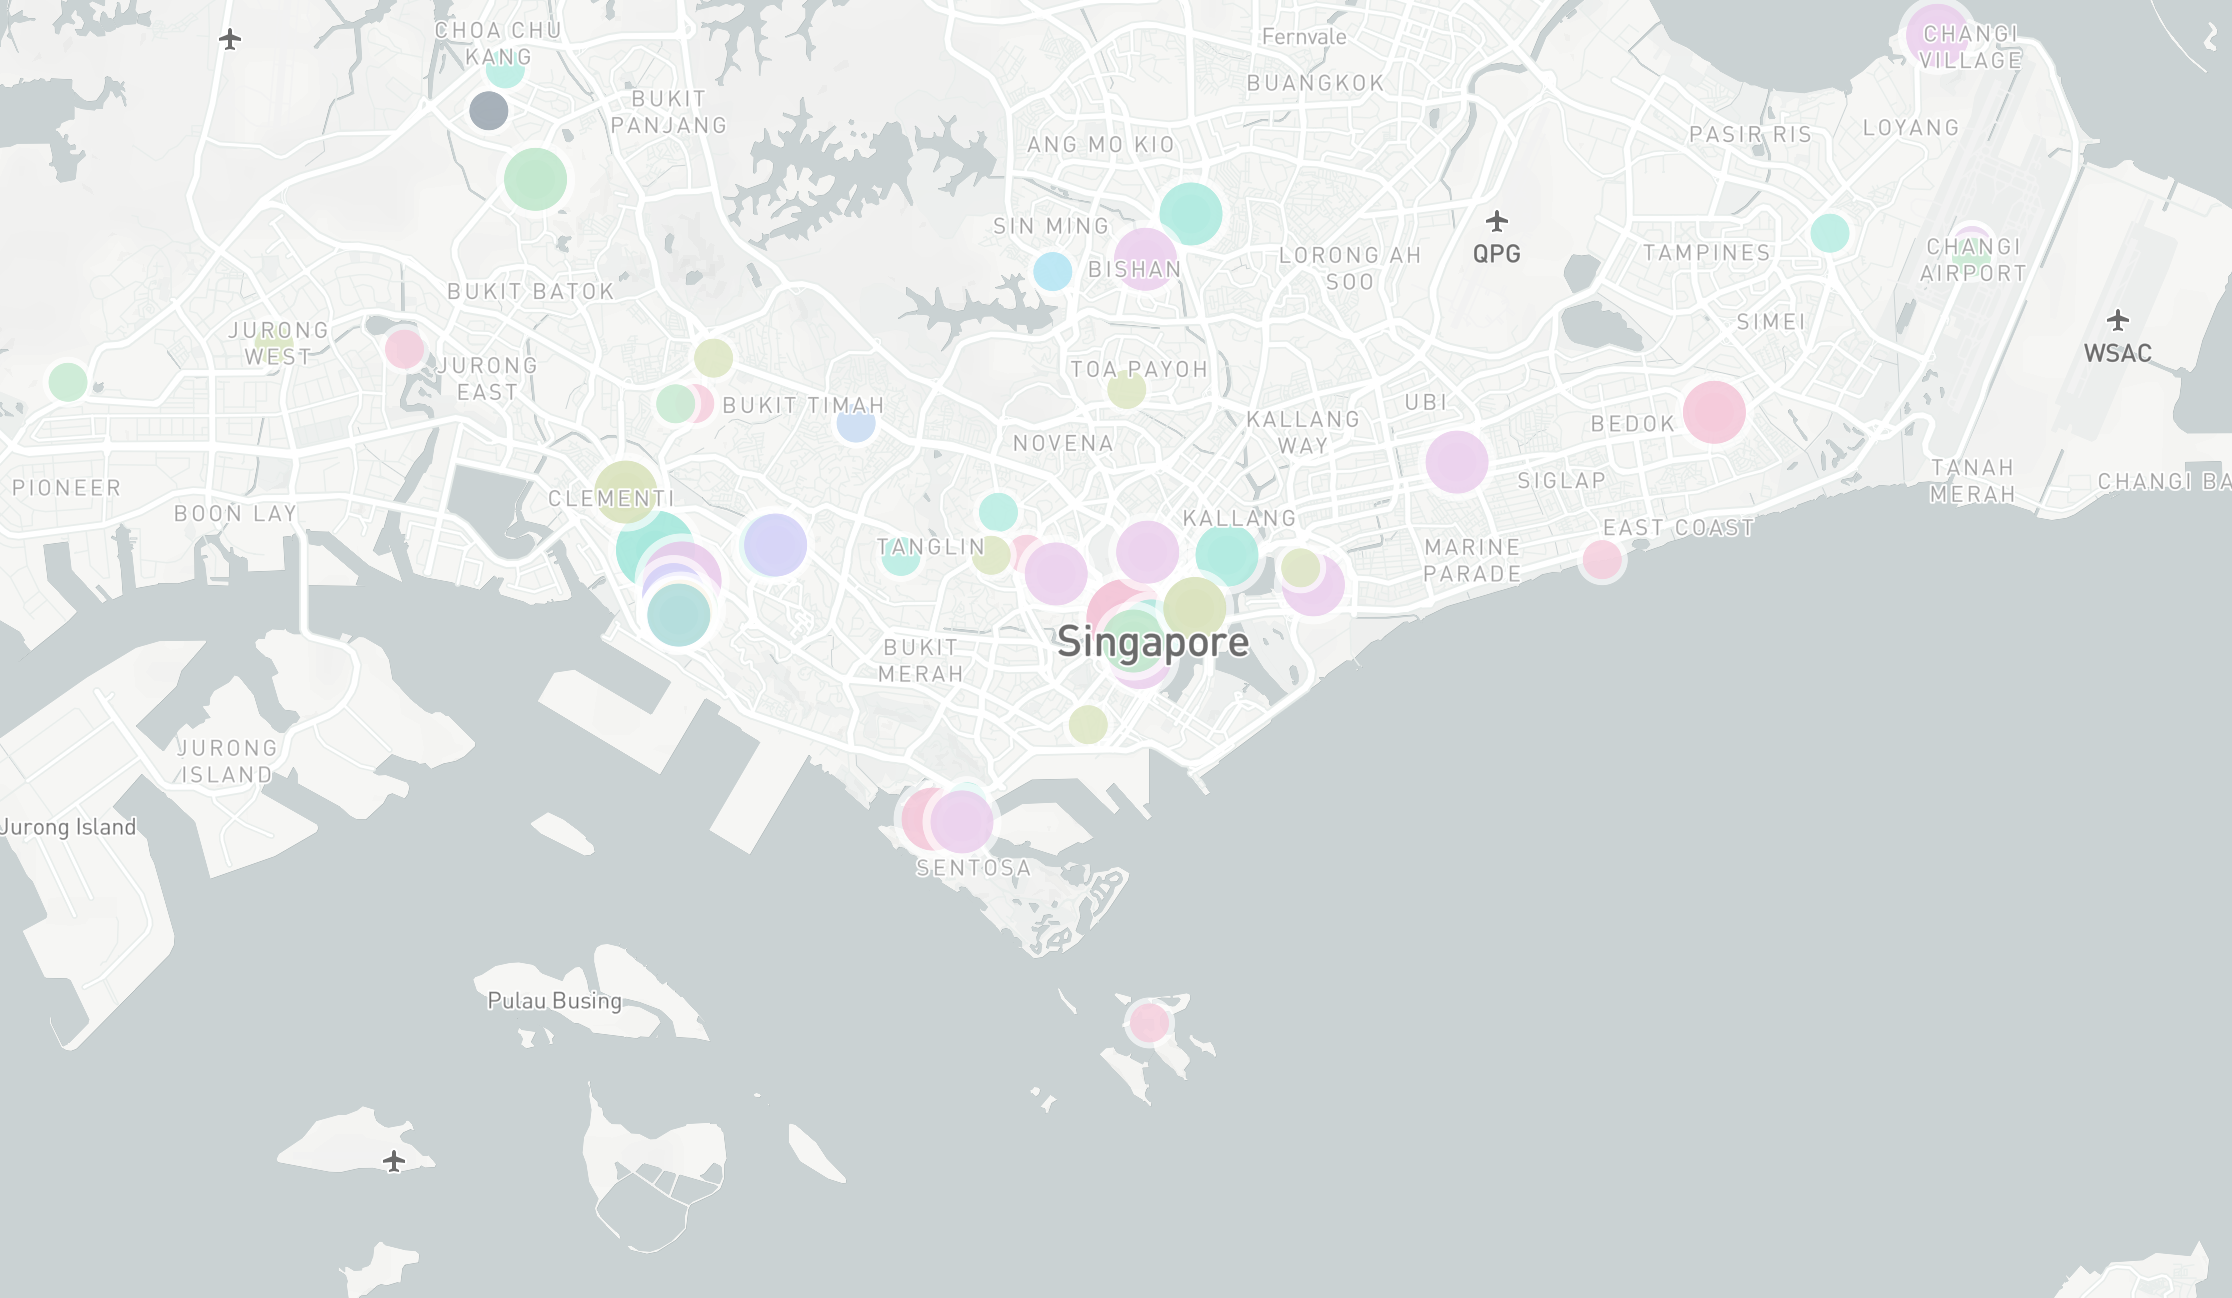 CHOA CHU
KANG
Fernvale
CHANGI
VILLAGE
BUANGKOK
BUKIT
PANJANG
LOYANG
PASIR RIS
ANG MO KIO
SIN MING
QPG
TAMPINES
CHANGI
AIRPORT
LORONG AH
SOO
BISHAN
BUKIT BATOK
JURONG
WEST
SIMEI
WSAC
JURONG
EAST
TOA PAYOH
BUKIT TIMAH
UBI
KALLANG
WAY
BEDOK
NOVENA
TANAH
MERAH
SIGLAP
CHANGI BA
PIONEER
CLEMENTI
BOON LAY
KALLANG
EAST COAST
TANGLIN
MARINE
PARADE
Singapore
BUKIT
MERAH
JURONG
ISLAND
Jurong Island
SENTOSA
Pulau Busing